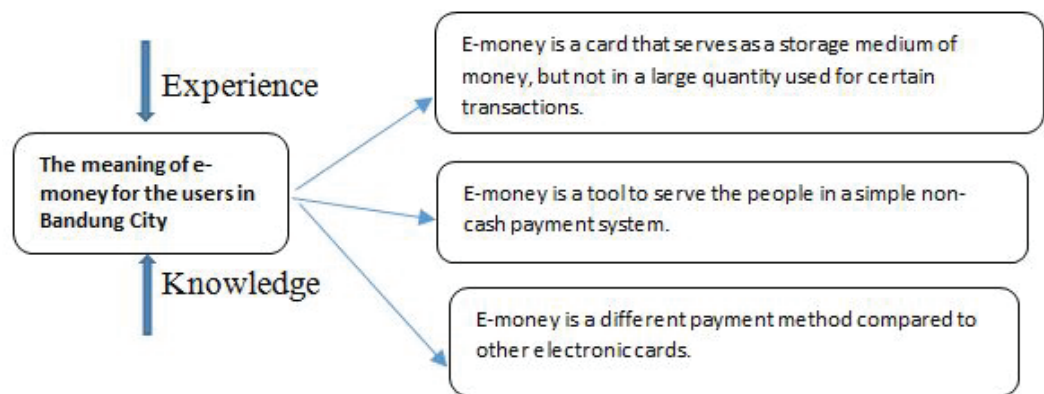 Experience
The meaning of e-
money for the users in
Bandung City
Knowledge
E-money is a card that serves as a storage medium of
money, but not in a large quantity used for certain
transactions.
E-money is a tool to serve the people in a simple non-
cash payment system.
E-money is a different payment method compared to
other electronic cards.